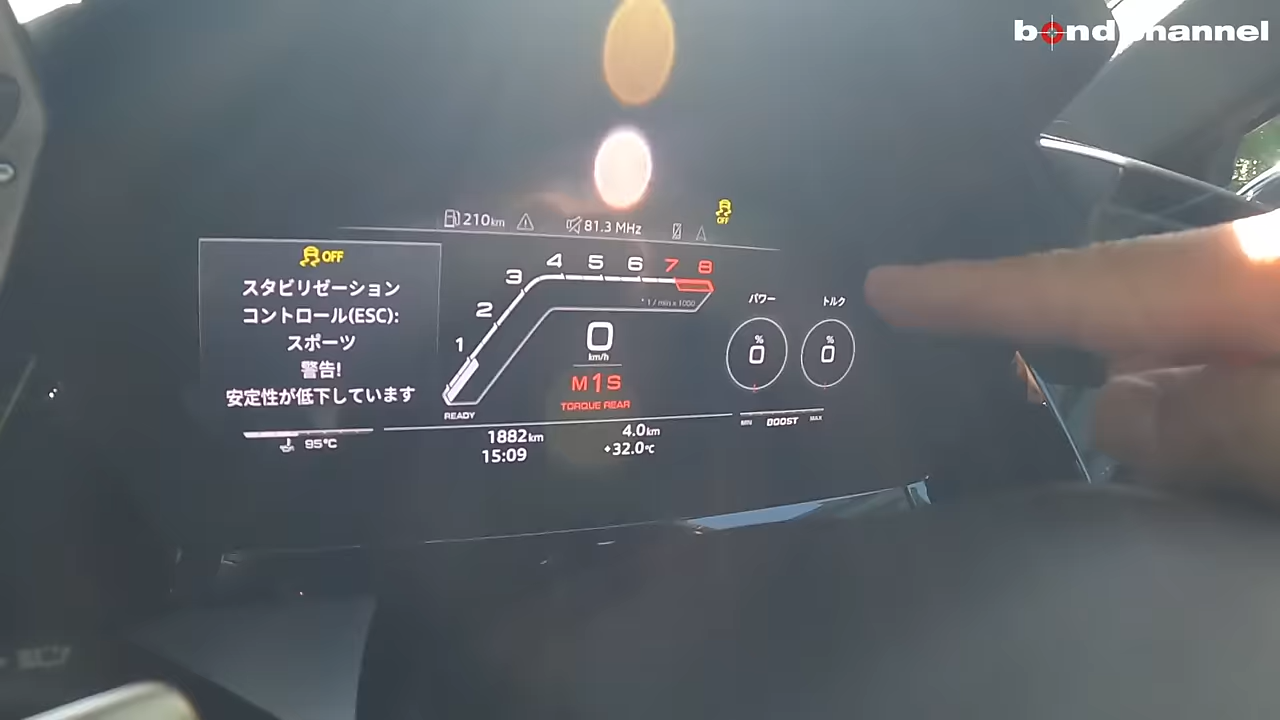 bond channel
210km
81.3 MHz
OFF
OFF
スタビリゼーション
コントロール(ESC):
スポーツ
警告!
安定性が低下しています
95℃
1 2 3 4 5 6 7 8
1 / min x 1000
0
km/h
M1S
TORQUE REAR
READY
1882km
4.0km
15:09
+32.0℃
パワー
トルク
%
0
%
0
MIN BOOST MAX